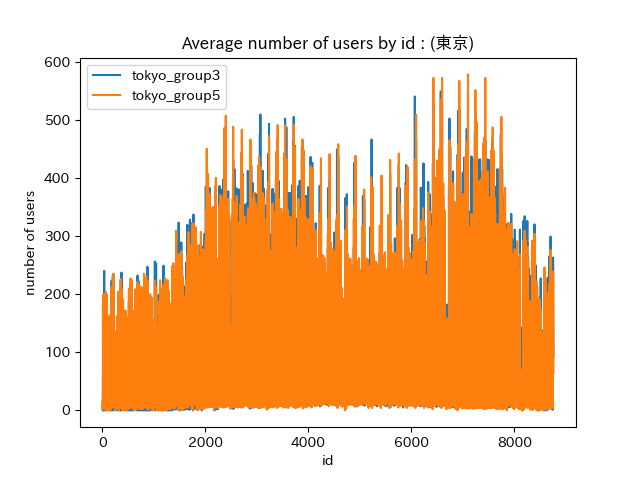 Average number of users by id : (東京)
tokyo_group3
tokyo_group5
number of users
600
500
400
300
200
100
0
0 2000 4000 6000 8000
id